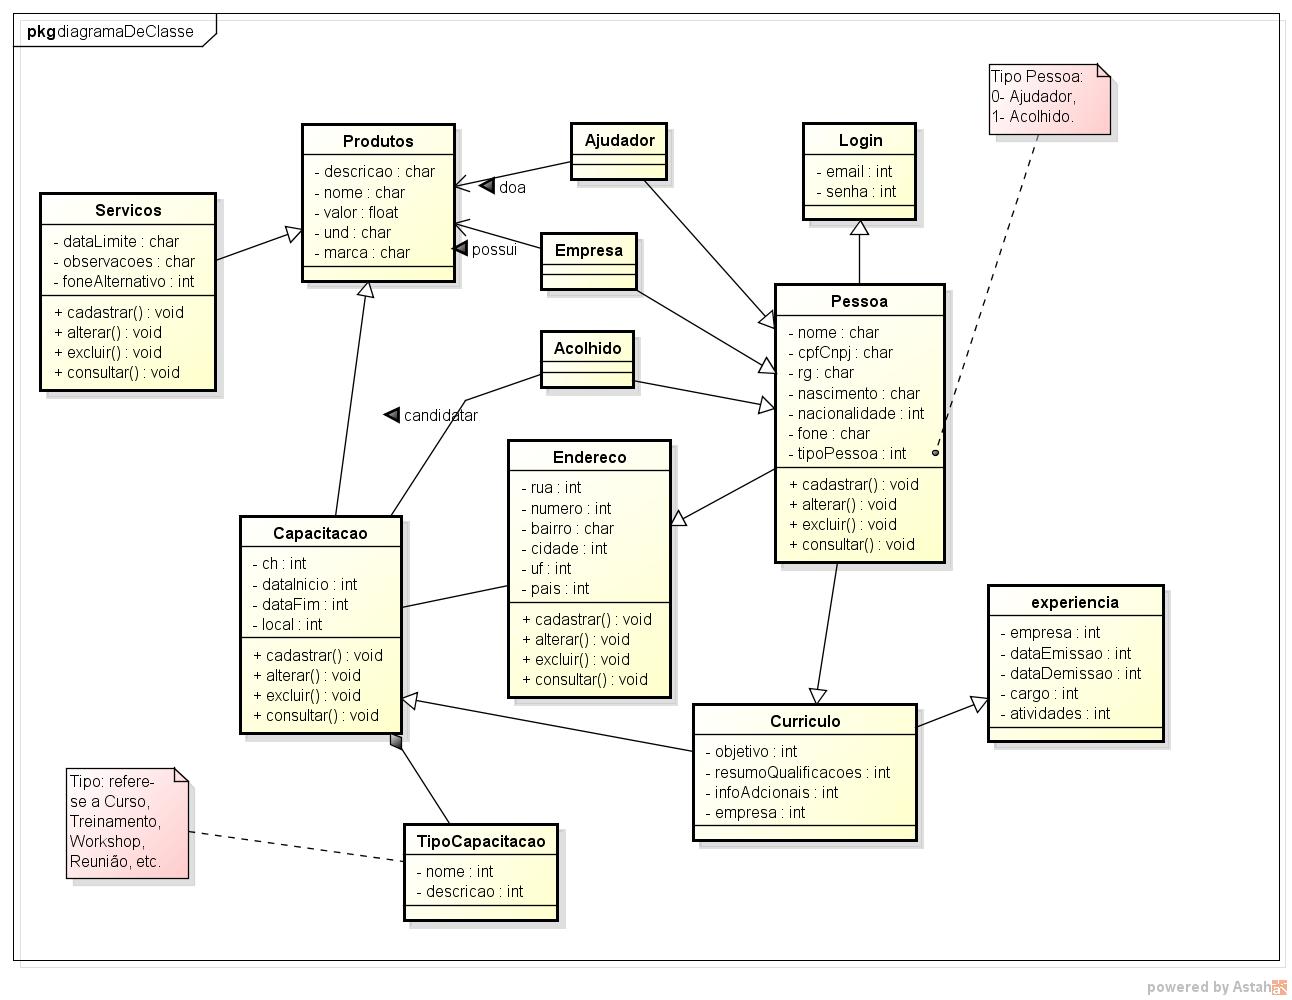 pkg diagramaDeClasse
Tipo Pessoa:
0- Ajudador,
1- Acolhido.
Produtos
- descricao : char
- nome : char
- valor : float
- und : char
- marca : char
Ajudador
doa
Login
- email : int
- senha : int
Servicos
- dataLimite : char
- observacoes : char
- foneAlternativo : int
+ cadastrar() : void
+ alterar() : void
+ excluir() : void
+ consultar() : void
Empresa
possui
Pessoa
- nome : char
- cpfCnpj : char
- rg : char
- nascimento : char
- nacionalidade : int
- fone : char
- tipoPessoa : int
+ cadastrar() : void
+ alterar() : void
+ excluir() : void
+ consultar() : void
Acolhido
candidatar
Endereco
- rua : int
- numero : int
- bairro : char
- cidade : int
- uf : int
- pais : int
+ cadastrar() : void
+ alterar() : void
+ excluir() : void
+ consultar() : void
Capacitacao
- ch : int
- dataInicio : int
- dataFim : int
- local : int
+ cadastrar() : void
+ alterar() : void
+ excluir() : void
+ consultar() : void
experiencia
- empresa : int
- dataEmissao : int
- dataDemissao : int
- cargo : int
- atividades : int
Curriculo
- objetivo : int
- resumoQualificacoes : int
- infoAdcionais : int
- empresa : int
Tipo: refere-
se a Curso,
Treinamento,
Workshop,
Reunião, etc.
TipoCapacitacao
- nome : int
- descricao : int
powered by Astah